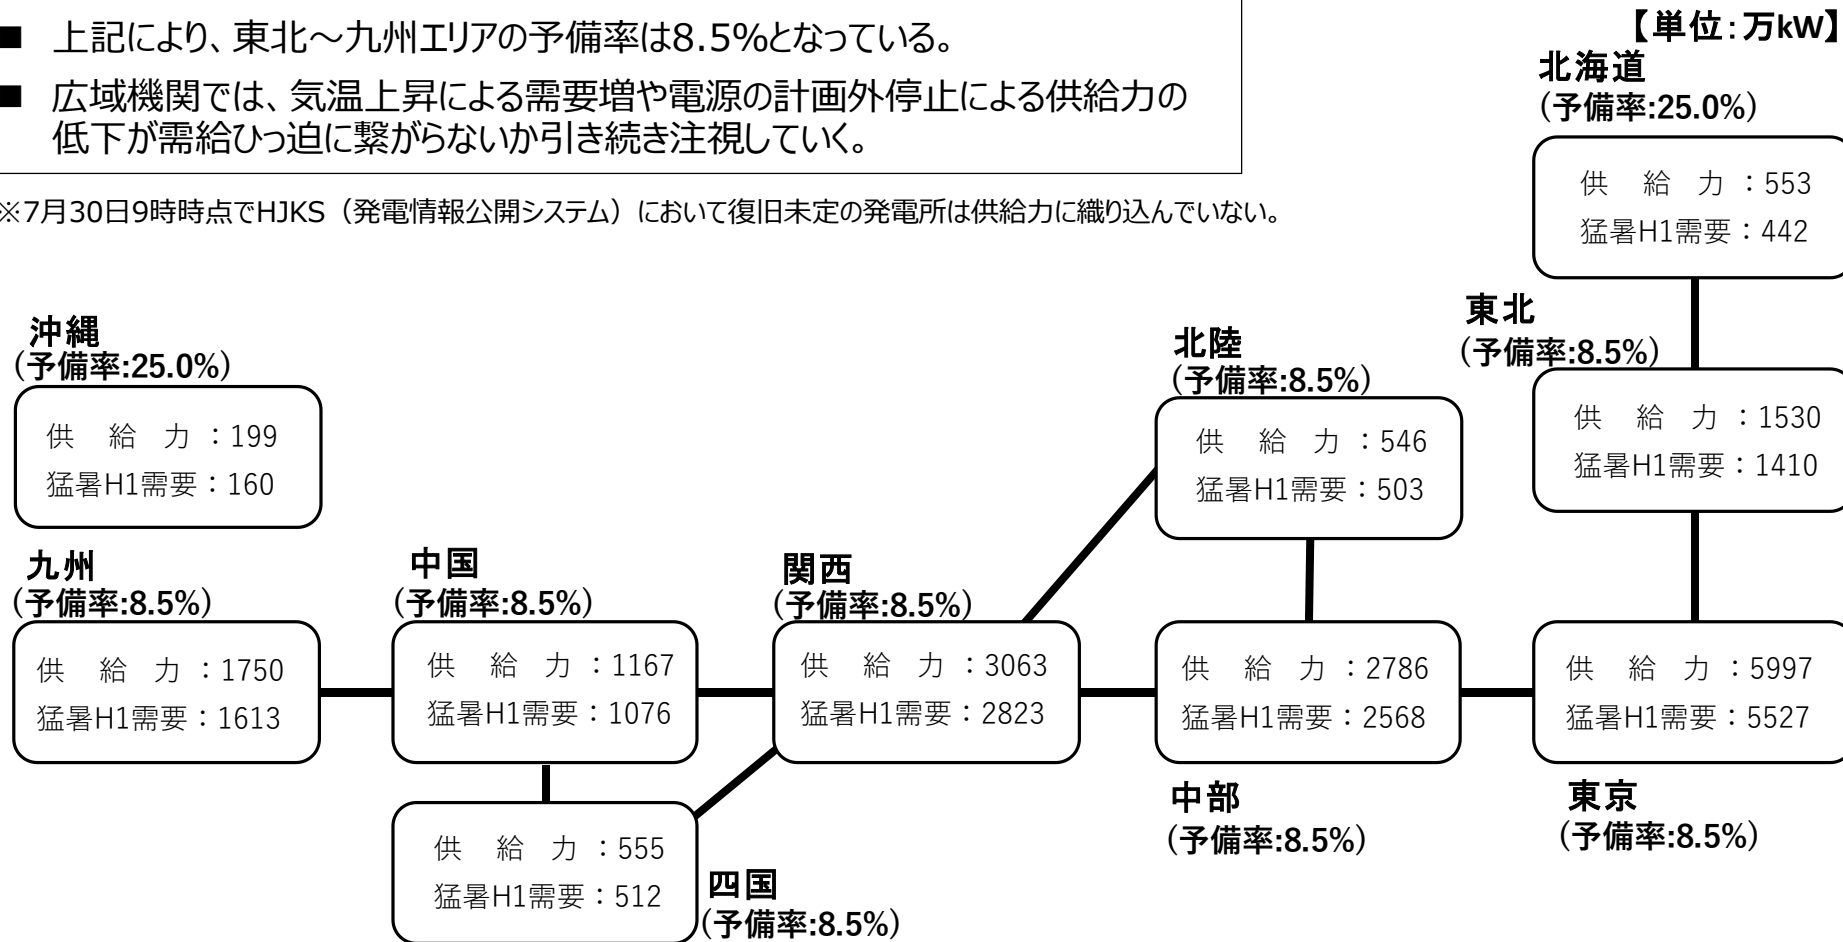 ■ 上記により、東北～九州エリアの予備率は8.5%となっている。
■ 広域機関では、気温上昇による需要増や電源の計画外停止による供給力の
低下が需給ひっ迫に繋がらないか引き続き注視していく。
※7月30日9時時点でHJKS（発電情報公開システム）において復旧未定の発電所は供給力に織り込んでいない。
【単位:万kW】
北海道
(予備率:25.0%)
供　給　力：553
猛暑H1需要：442
東北
(予備率:8.5%)
供　給　力：1530
猛暑H1需要：1410
沖縄
(予備率:25.0%)
供　給　力：199
猛暑H1需要：160
北陸
(予備率:8.5%)
供　給　力：546
猛暑H1需要：503
九州
(予備率:8.5%)
供　給　力：1750
猛暑H1需要：1613
中国
(予備率:8.5%)
供　給　力：1167
猛暑H1需要：1076
関西
(予備率:8.5%)
供　給　力：3063
猛暑H1需要：2823
供　給　力：2786
猛暑H1需要：2568
中部
(予備率:8.5%)
供　給　力：5997
猛暑H1需要：5527
東京
(予備率:8.5%)
供　給　力：555
猛暑H1需要：512
四国
(予備率:8.5%)